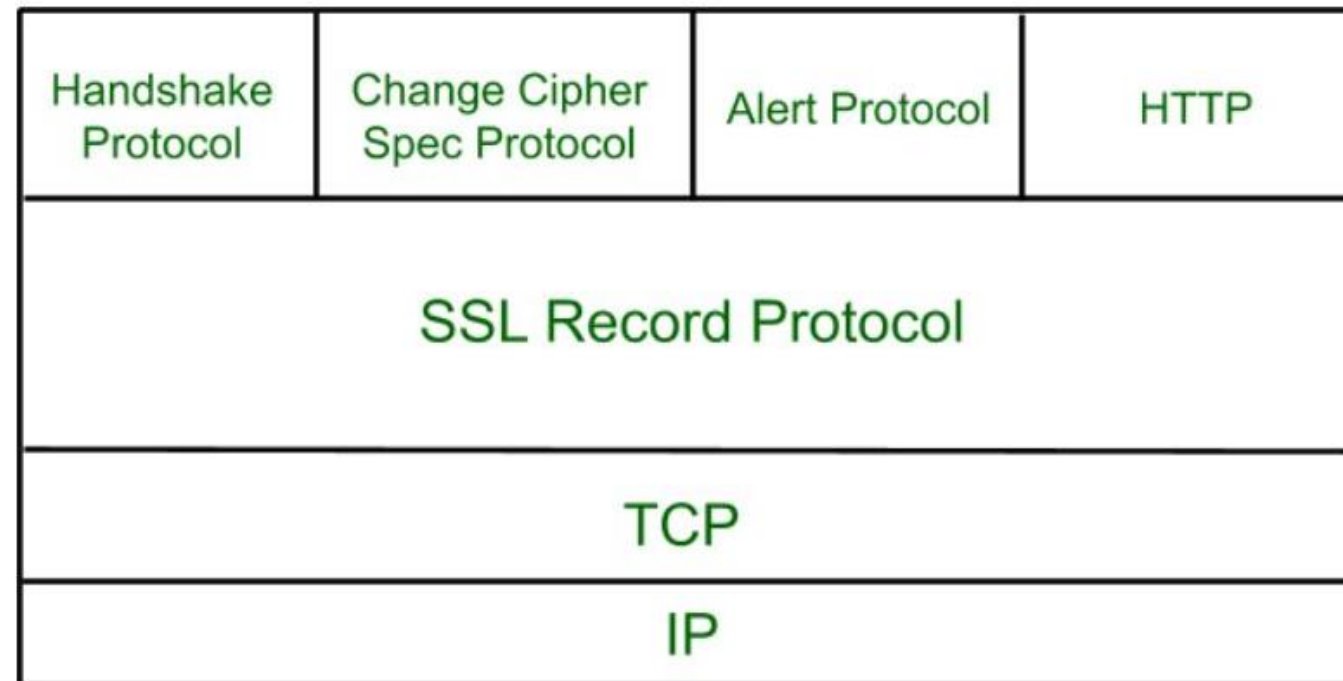 Handshake
Protocol
Change Cipher
Spec Protocol
Alert Protocol
HTTP
SSL Record Protocol
TCP
IP